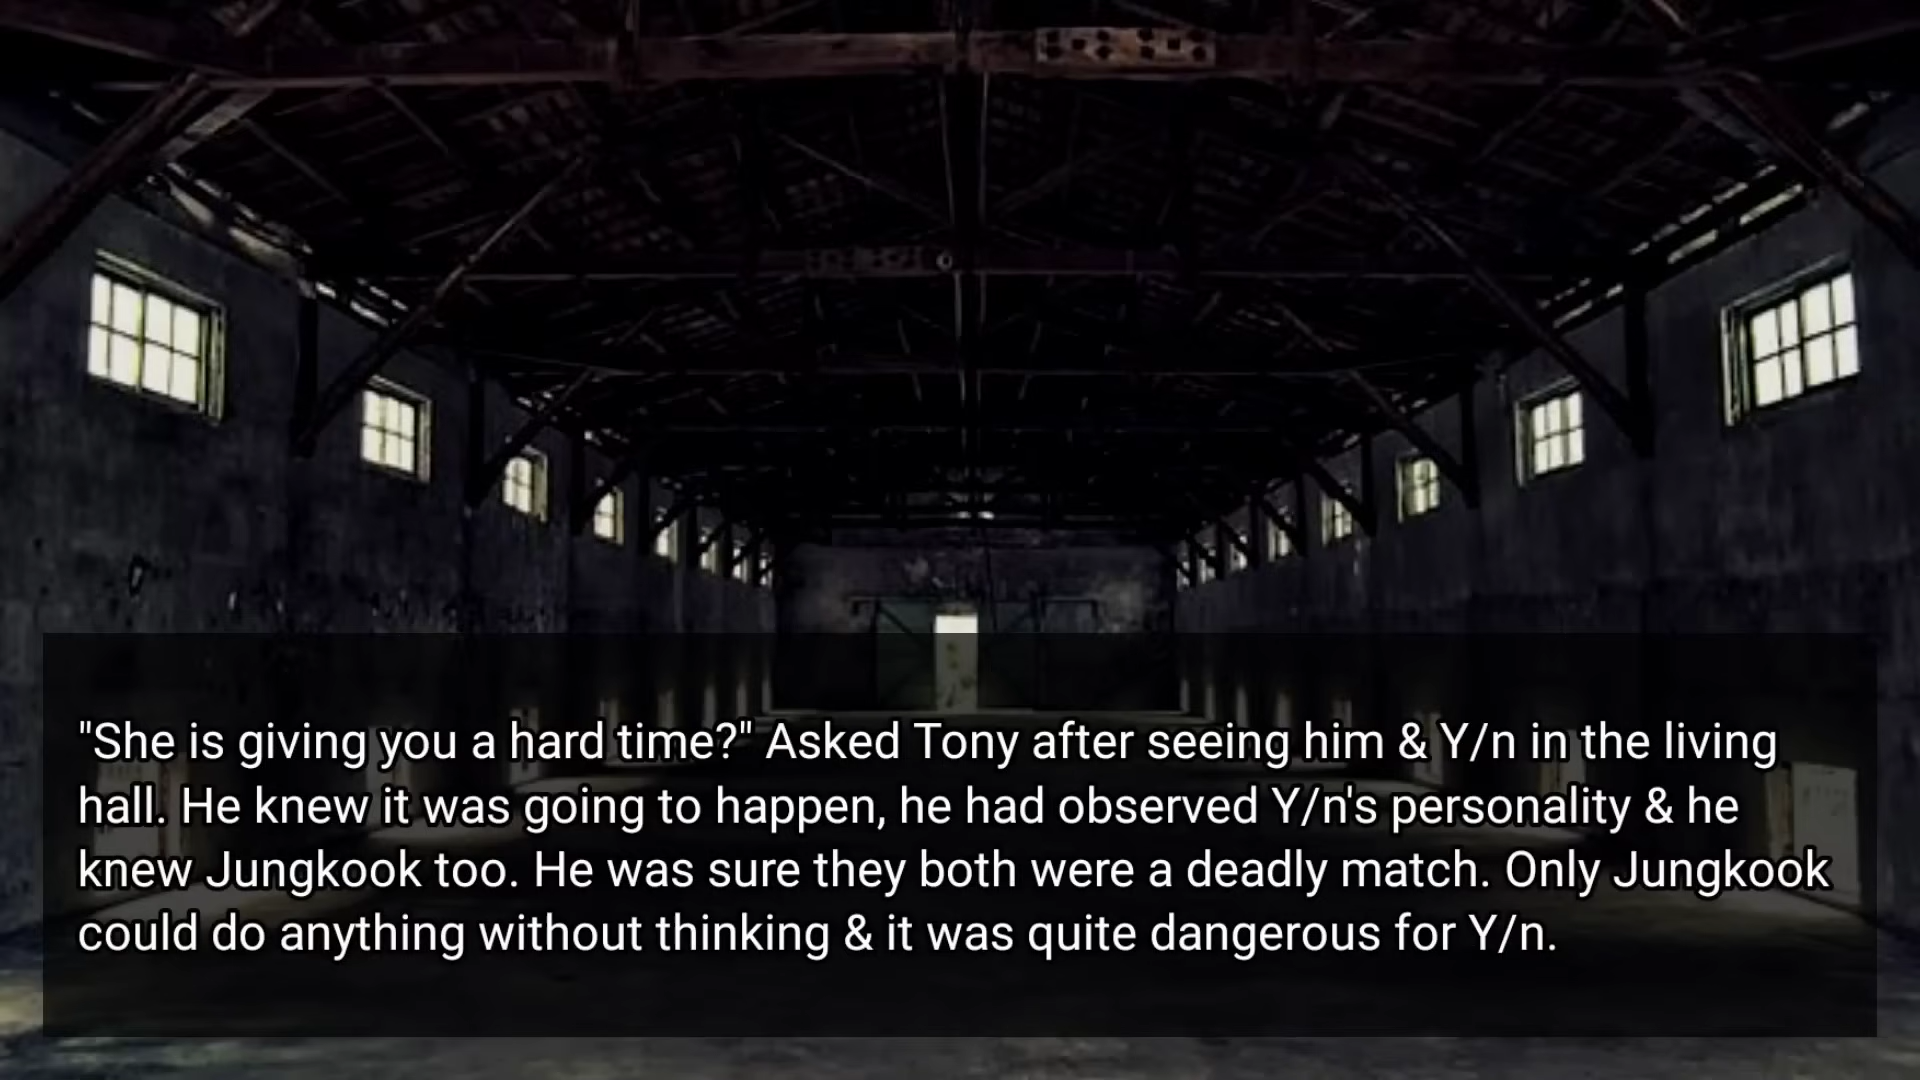 "She is giving you a hard time?" Asked Tony after seeing him & Y/n in the living
hall. He knew it was going to happen, he had observed Y/n's personality & he
knew Jungkook too. He was sure they both were a deadly match. Only Jungkook
could do anything without thinking & it was quite dangerous for Y/n.